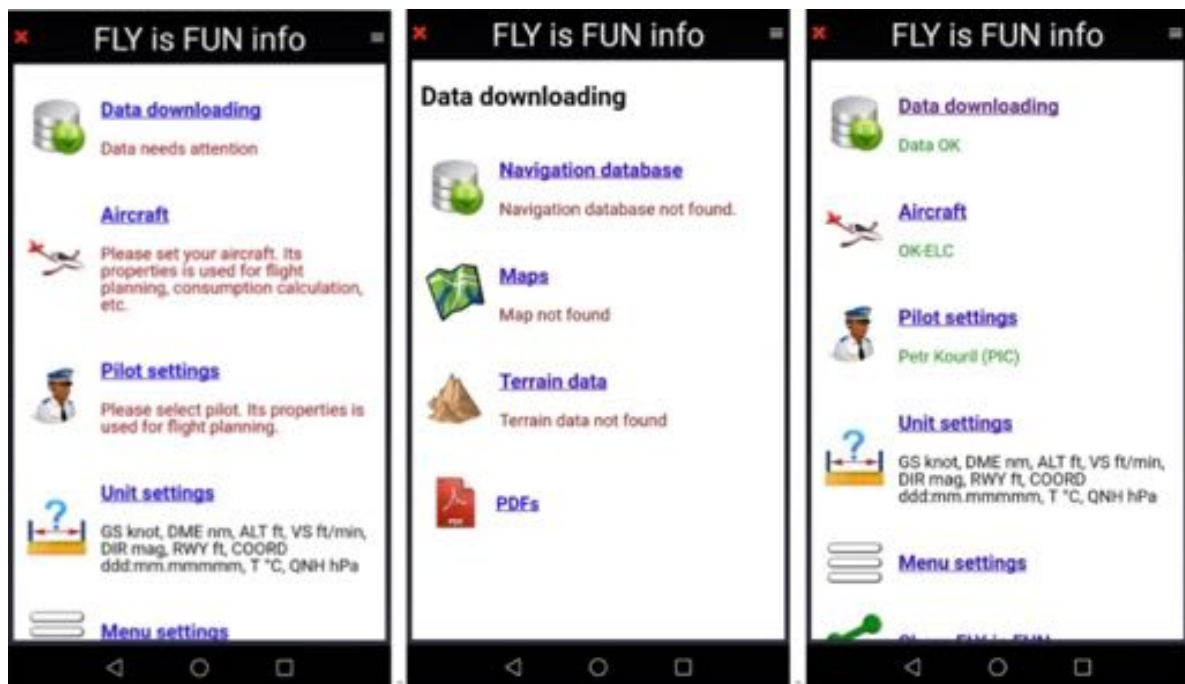 FLY is FUN info
Data downloading
Data needs attention
Aircraft
Please set your aircraft. Its
properties is used for flight
planning, consumption calculation,
etc.
Pilot settings
Please select pilot. Its properties is
used for flight planning.
Unit settings
GS knot, DME nm, ALT ft, VS ft/min,
DIR mag, RWY ft, COORD
ddd:mm.mmmmm, T °C, QNH hPa
Menu settings
FLY is FUN info
Data downloading
Navigation database
Navigation database not found.
Maps
Map not found
Terrain data
Terrain data not found
PDF
PDFs
FLY is FUN info
Data downloading
Data OK
Aircraft
OK-ELC
Pilot settings
Petr Kouril (PIC)
Unit settings
GS knot, DME nm, ALT ft, VS ft/min,
DIR mag, RWY ft, COORD
ddd:mm.mmmmm, T °C, QNH hPa
Menu settings
Share FLY is FUN